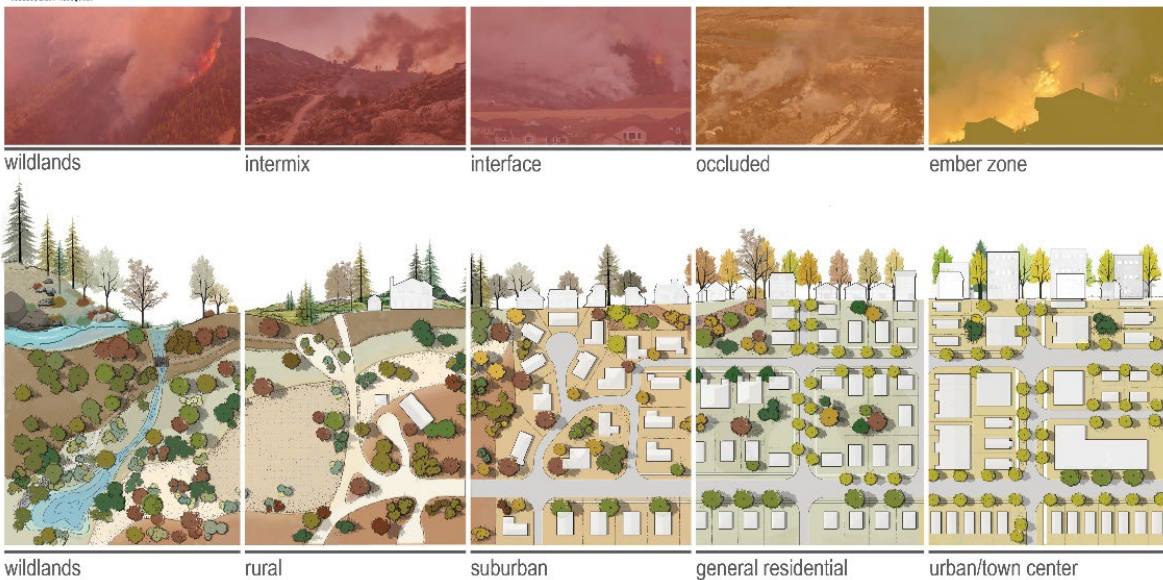 wildlands
intermix
interface
occluded
ember zone
wildlands
rural
suburban
general residential
urban/town center